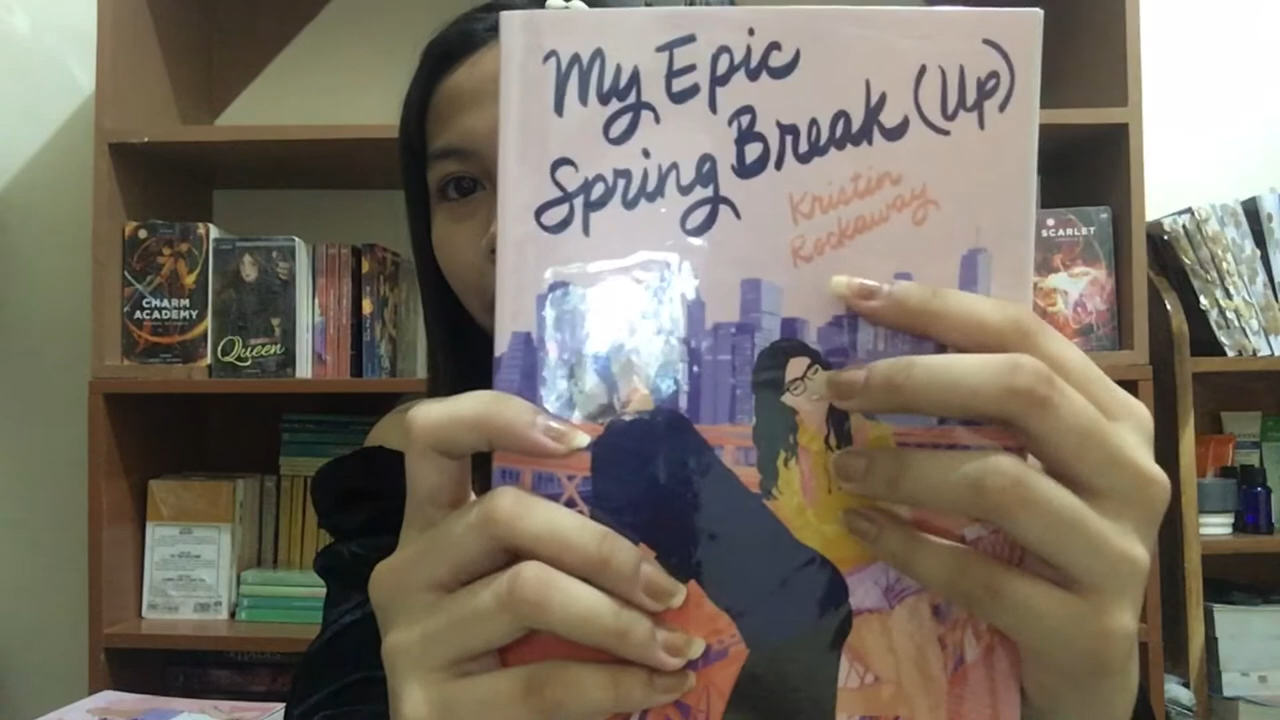 My Epic
Spring Break (Up)
Kristin
Rockaway
CHARM
ACADEMY
Queen
SCARLET